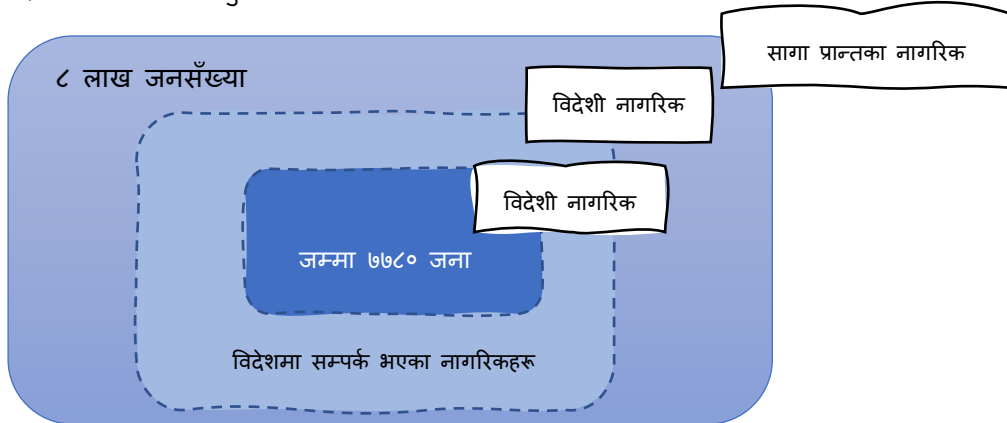 सागा प्रान्तका नागरिक
८ लाख जनसँख्या
विदेशी नागरिक
विदेशी नागरिक
जम्मा ७७८० जना
विदेशमा सम्पर्क भएका नागरिकहरू